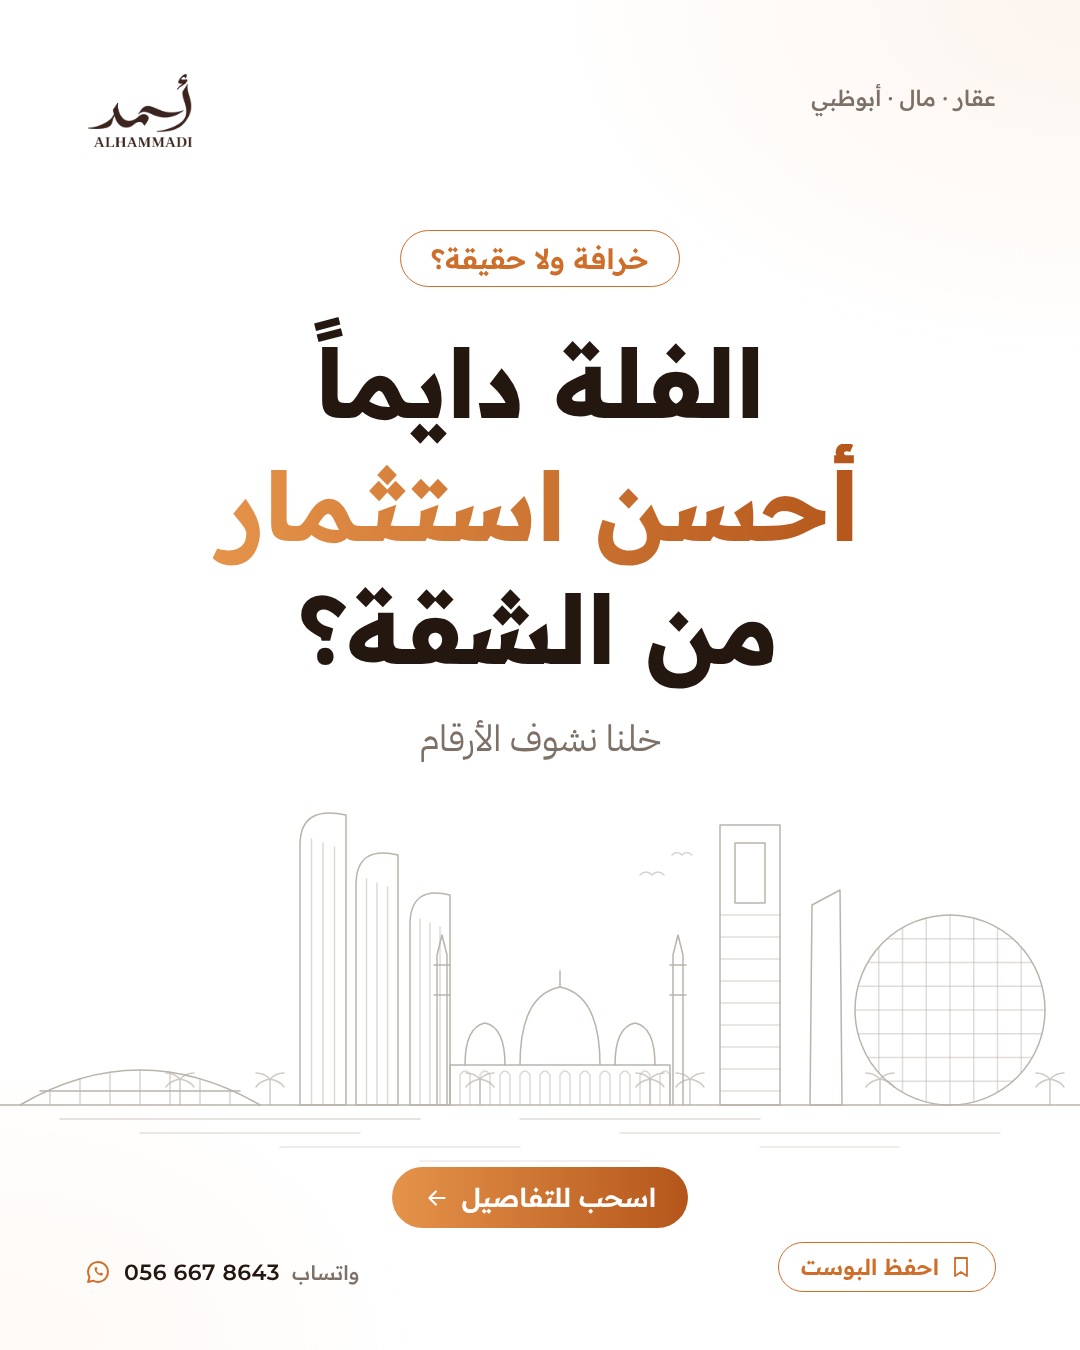 عقار · مال · أبوظبي
أحمد
ALHAMMADI
خرافة ولا حقيقة؟
الفلة دايماً
أحسن استثمار
من الشقة؟
خلنا نشوف الأرقام
اسحب للتفاصيل ←
احفظ البوست
واتساب 056 667 8643